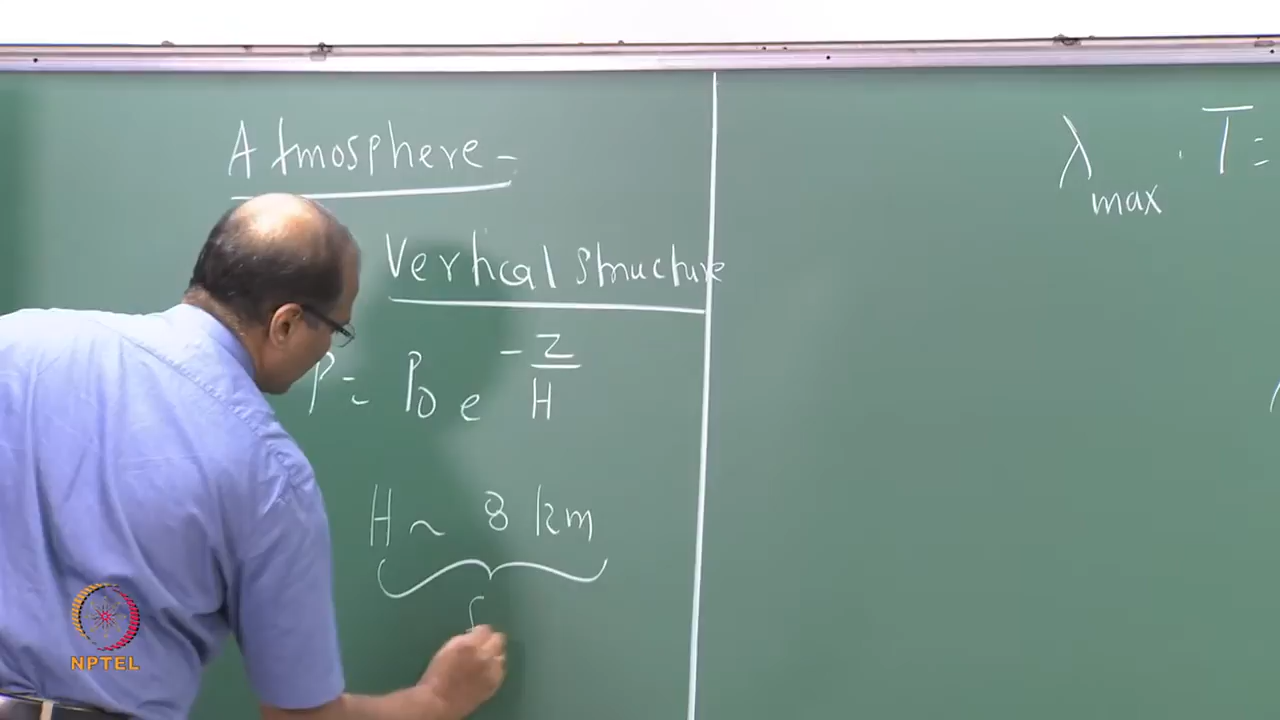 Atmosphere -
Vertical structure
P = P0 e^-Z/H
H ~ 8 km
λmax . T =
NPTEL